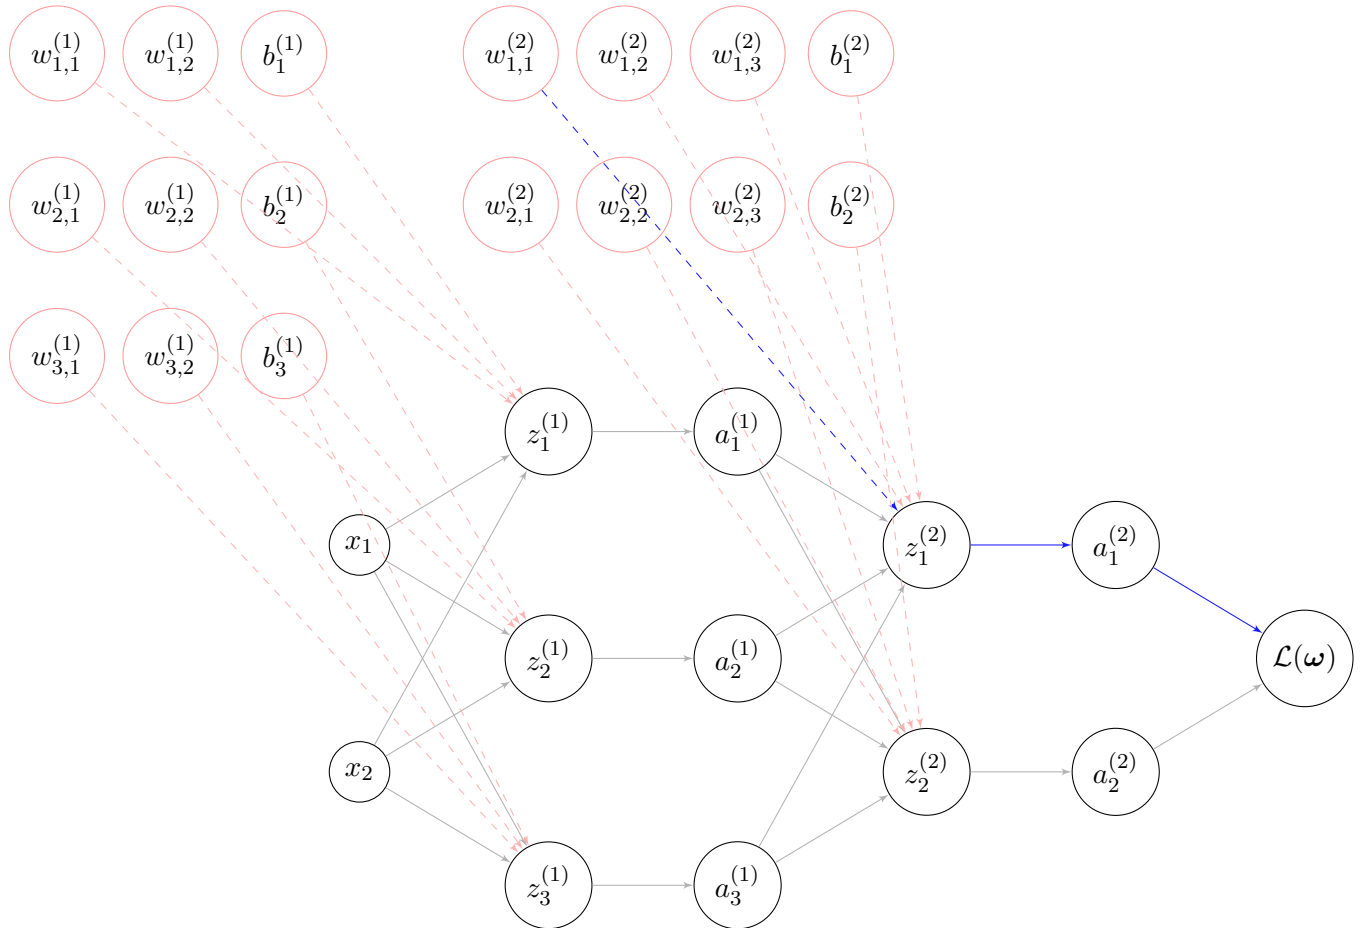 w_{1,1}^{(1)} w_{1,2}^{(1)} b_1^{(1)} w_{1,1}^{(2)} w_{1,2}^{(2)} w_{1,3}^{(2)} b_1^{(2)}
w_{2,1}^{(1)} w_{2,2}^{(1)} b_2^{(1)} w_{2,1}^{(2)} w_{2,2}^{(2)} w_{2,3}^{(2)} b_2^{(2)}
w_{3,1}^{(1)} w_{3,2}^{(1)} b_3^{(1)}
z_1^{(1)} a_1^{(1)}
x_1 z_1^{(2)} a_1^{(2)}
z_2^{(1)} a_2^{(1)} \mathcal{L}(\boldsymbol{\omega})
x_2 z_2^{(2)} a_2^{(2)}
z_3^{(1)} a_3^{(1)}